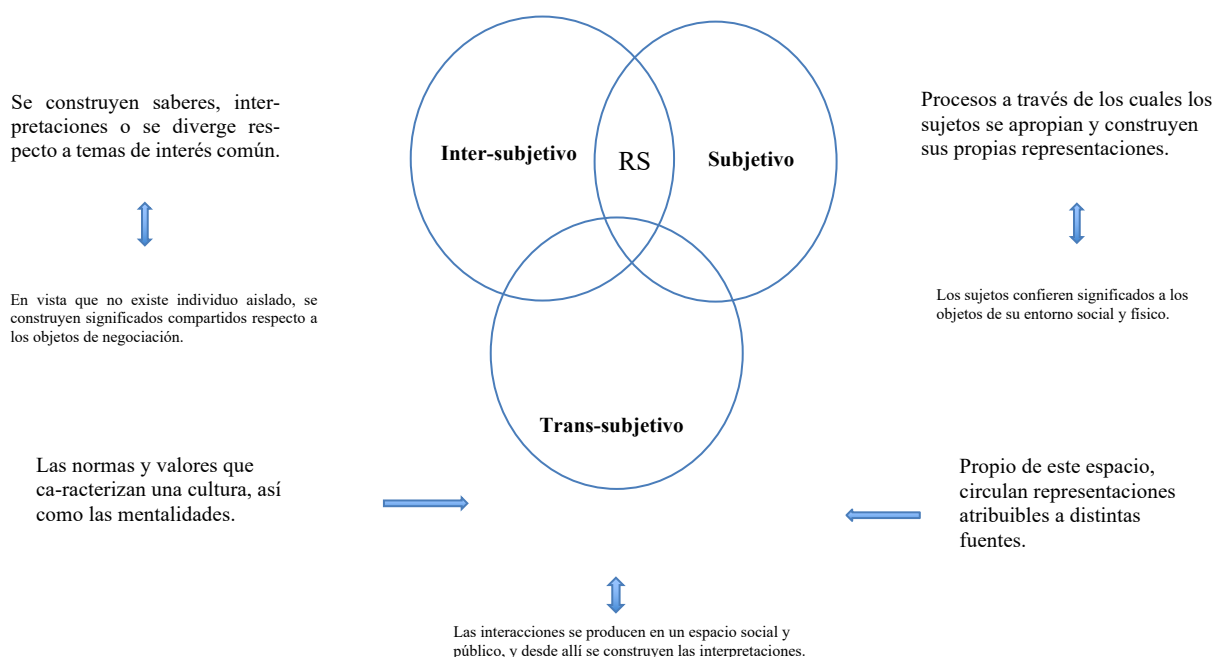 Se construyen saberes, inter-
pretaciones o se diverge res-
pecto a temas de interés común.
En vista que no existe individuo aislado, se
construyen significados compartidos respecto a
los objetos de negociación.
Inter-subjetivo
RS
Subjetivo
Trans-subjetivo
Procesos a través de los cuales los
sujetos se apropian y construyen
sus propias representaciones.
Los sujetos confieren significados a los
objetos de su entorno social y físico.
Las normas y valores que
ca-racterizan una cultura, así
como las mentalidades.
Propio de este espacio,
circulan representaciones
atribuibles a distintas
fuentes.
Las interacciones se producen en un espacio social y
público, y desde allí se construyen las interpretaciones.